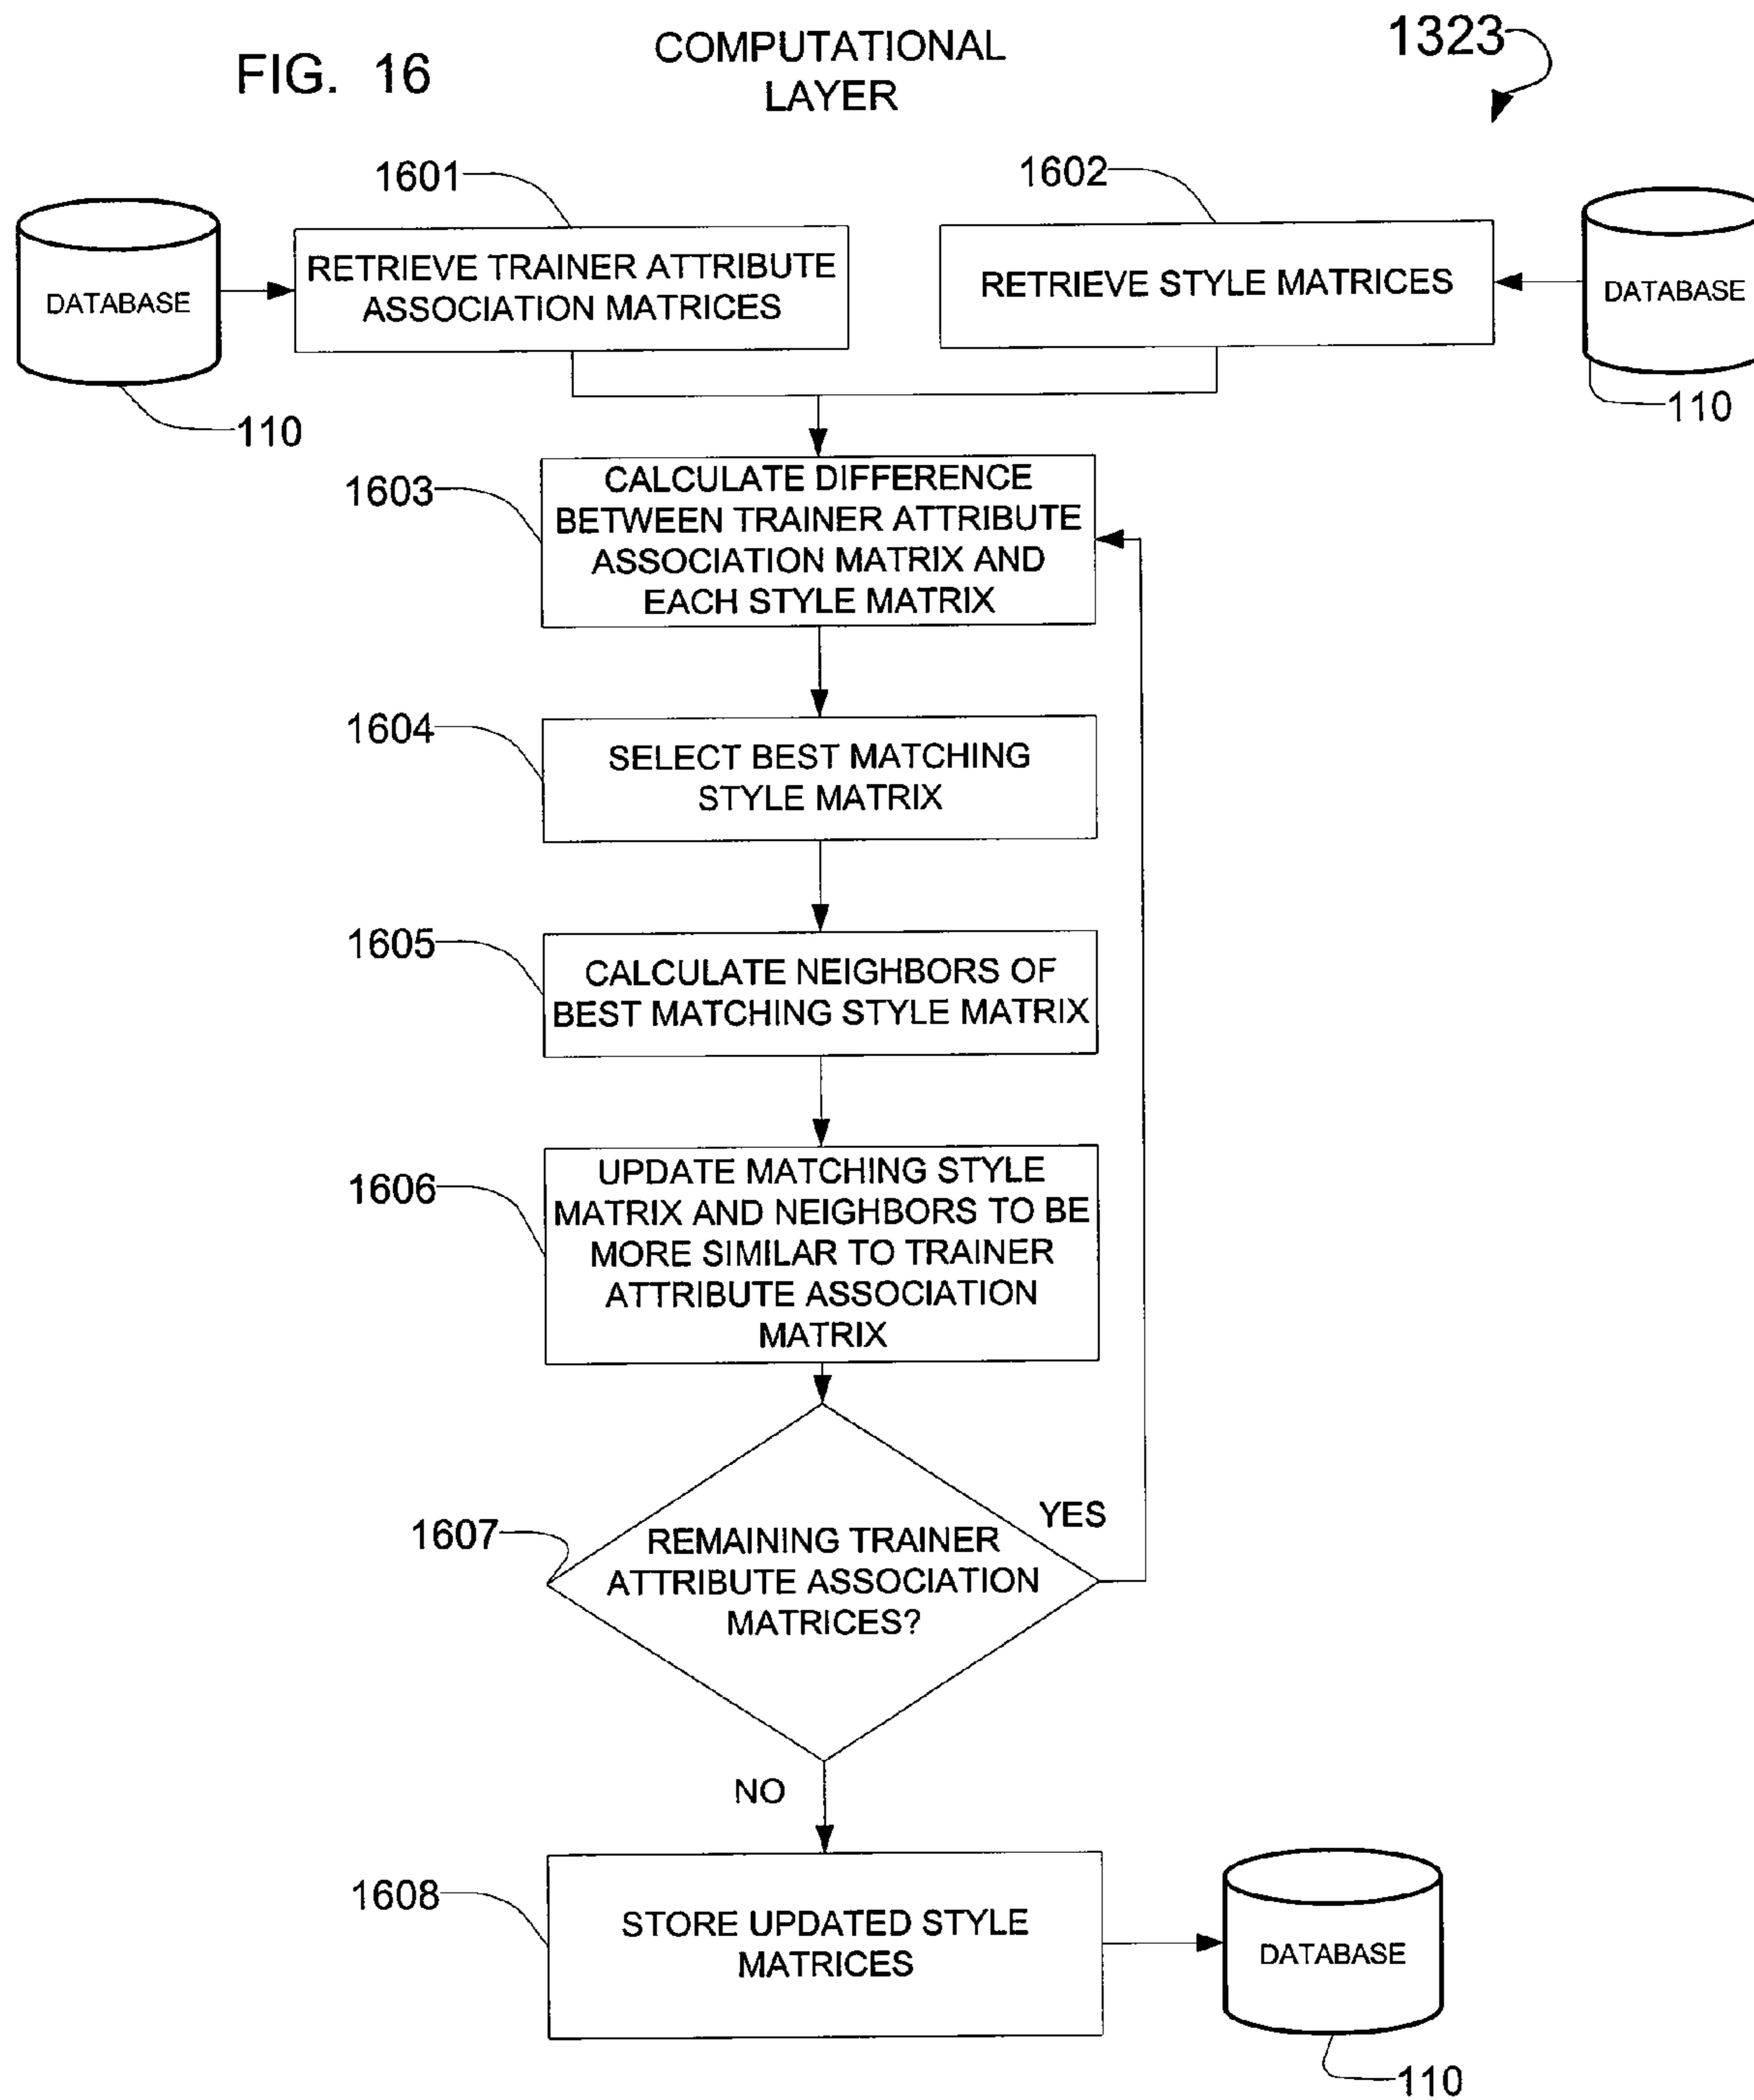 FIG. 16
COMPUTATIONAL
LAYER
1323
1601
1602
DATABASE
RETRIEVE TRAINER ATTRIBUTE
ASSOCIATION MATRICES
RETRIEVE STYLE MATRICES
DATABASE
110
110
1603
CALCULATE DIFFERENCE
BETWEEN TRAINER ATTRIBUTE
ASSOCIATION MATRIX AND
EACH STYLE MATRIX
1604
SELECT BEST MATCHING
STYLE MATRIX
1605
CALCULATE NEIGHBORS OF
BEST MATCHING STYLE MATRIX
1606
UPDATE MATCHING STYLE
MATRIX AND NEIGHBORS TO BE
MORE SIMILAR TO TRAINER
ATTRIBUTE ASSOCIATION
MATRIX
1607
REMAINING TRAINER
ATTRIBUTE ASSOCIATION
MATRICES?
YES
NO
1608
STORE UPDATED STYLE
MATRICES
DATABASE
110